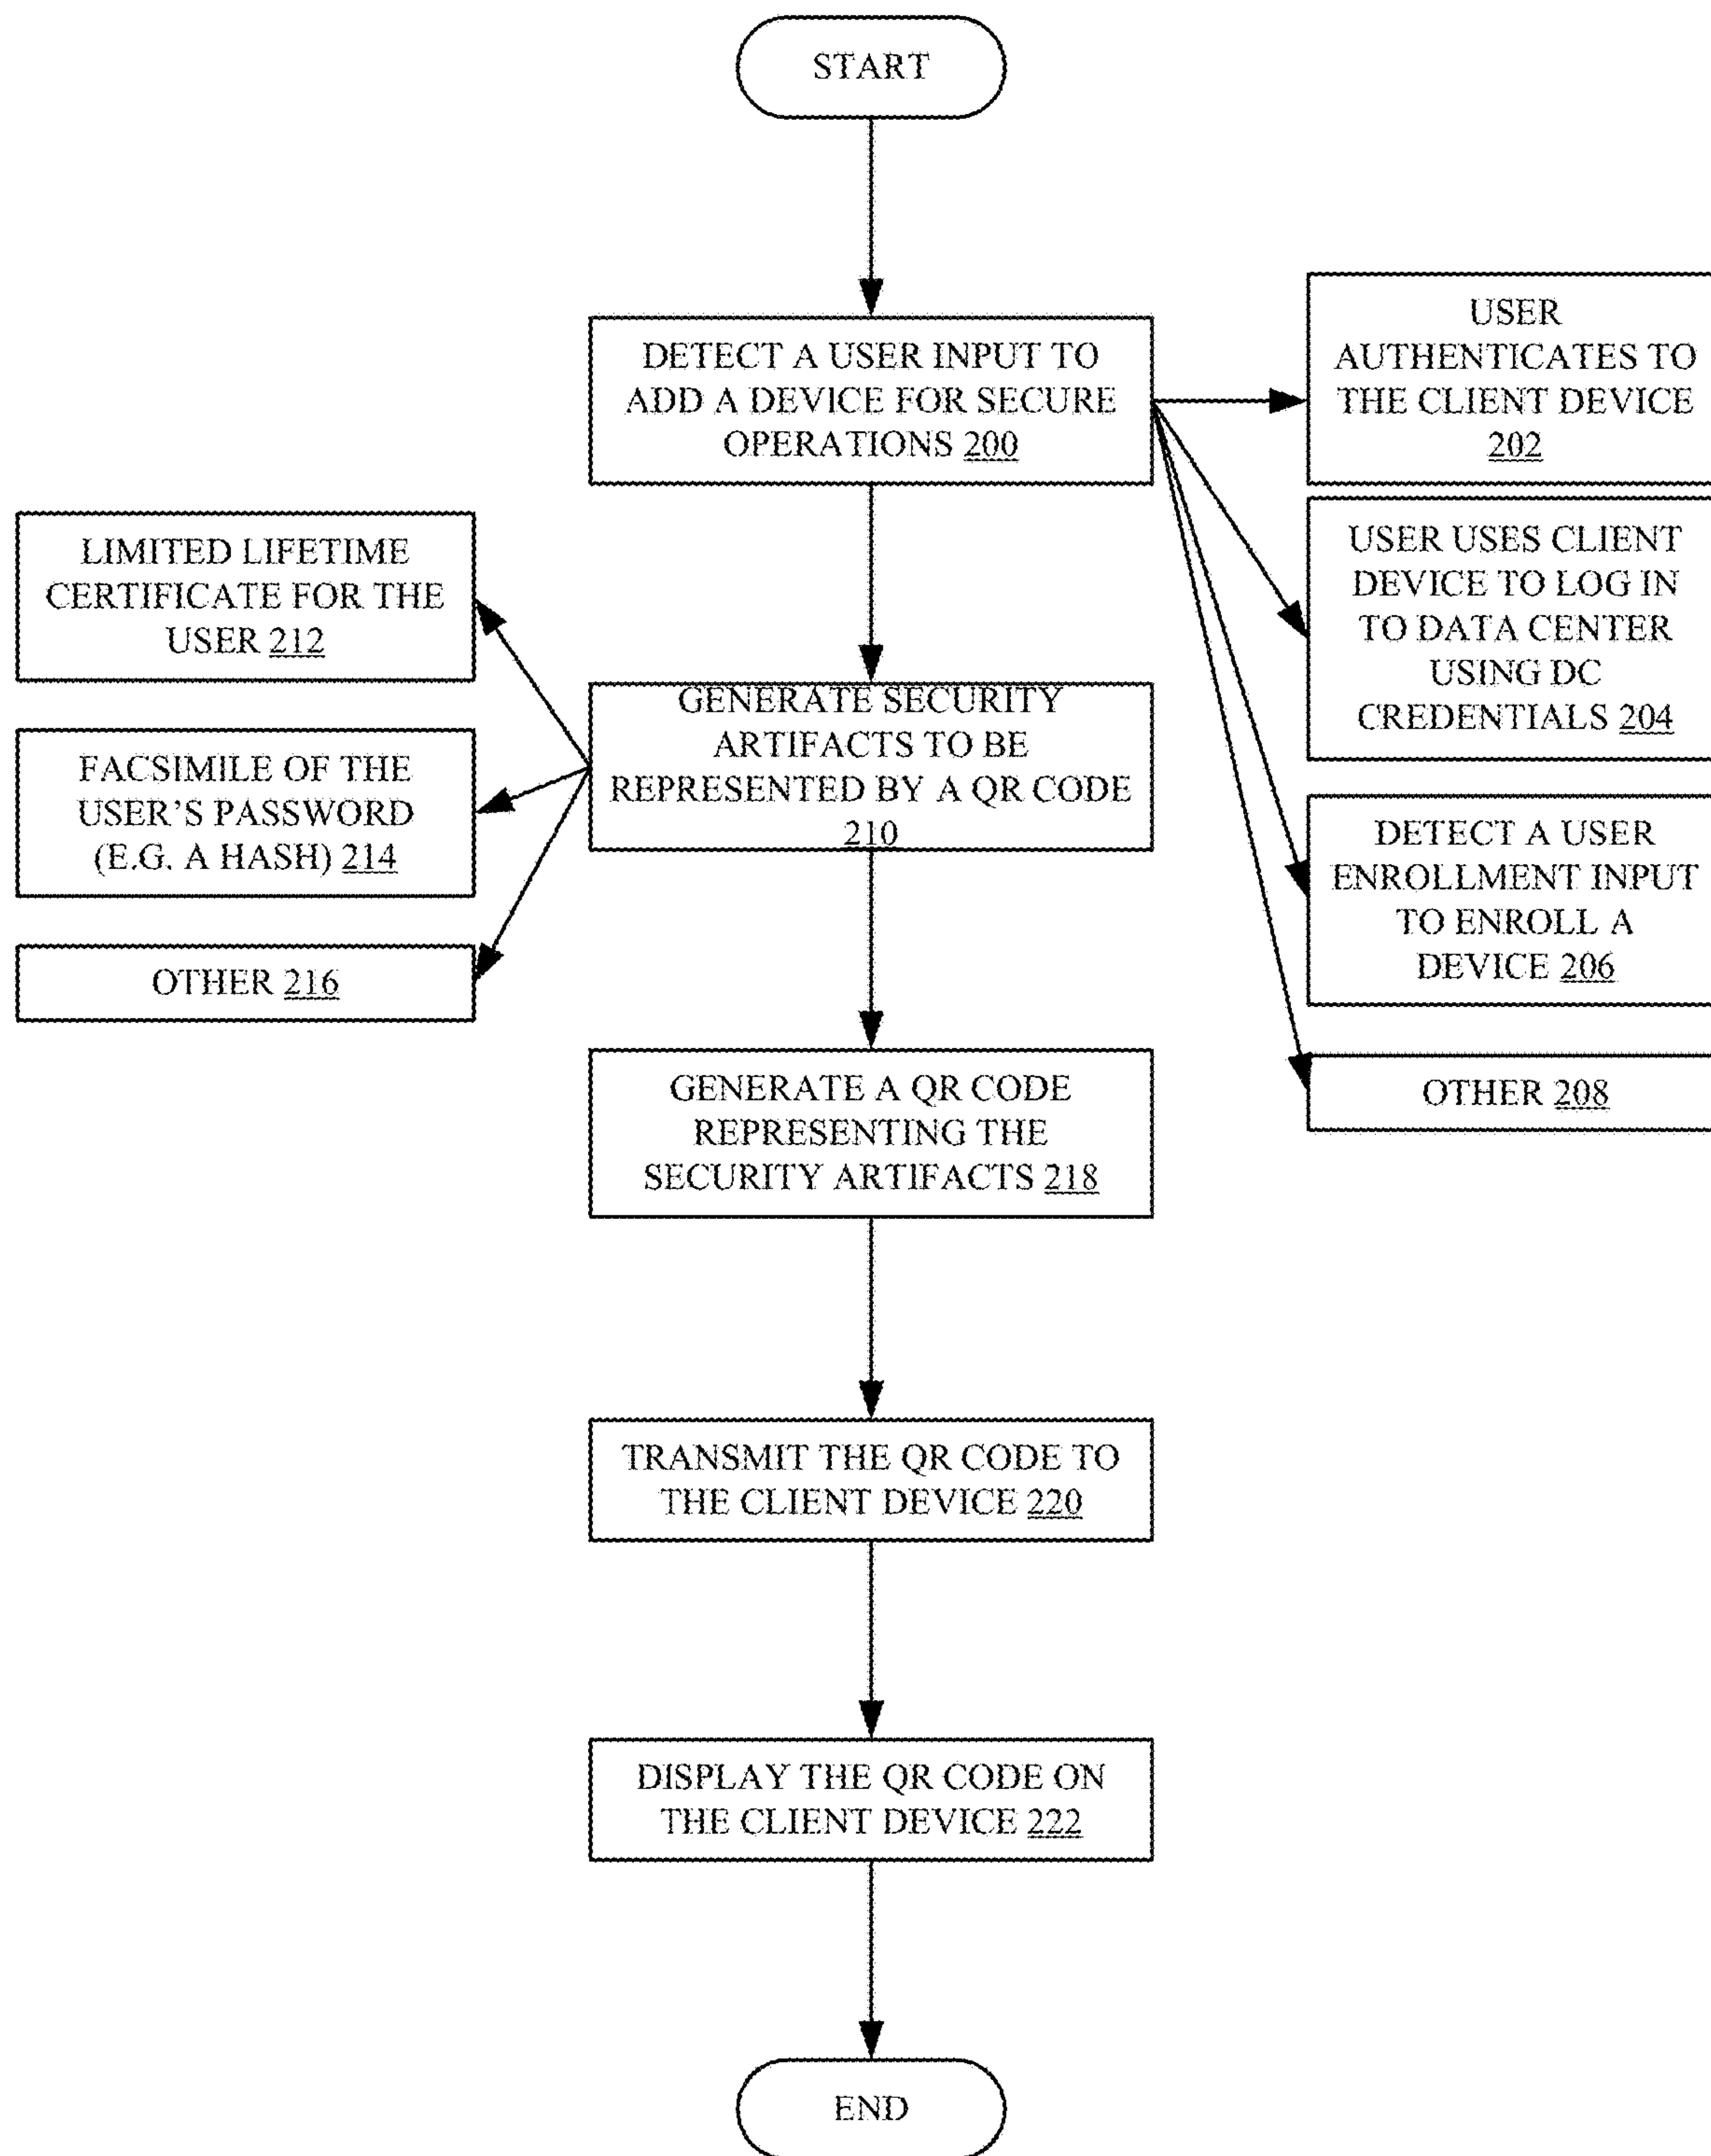 START
DETECT A USER INPUT TO
ADD A DEVICE FOR SECURE
OPERATIONS 200
USER
AUTHENTICATES TO
THE CLIENT DEVICE
202
USER USES CLIENT
DEVICE TO LOG IN
TO DATA CENTER
USING DC
CREDENTIALS 204
DETECT A USER
ENROLLMENT INPUT
TO ENROLL A
DEVICE 206
OTHER 208
GENERATE SECURITY
ARTIFACTS TO BE
REPRESENTED BY A QR CODE
210
LIMITED LIFETIME
CERTIFICATE FOR THE
USER 212
FACSIMILE OF THE
USER'S PASSWORD
(E.G. A HASH) 214
OTHER 216
GENERATE A QR CODE
REPRESENTING THE
SECURITY ARTIFACTS 218
TRANSMIT THE QR CODE TO
THE CLIENT DEVICE 220
DISPLAY THE QR CODE ON
THE CLIENT DEVICE 222
END